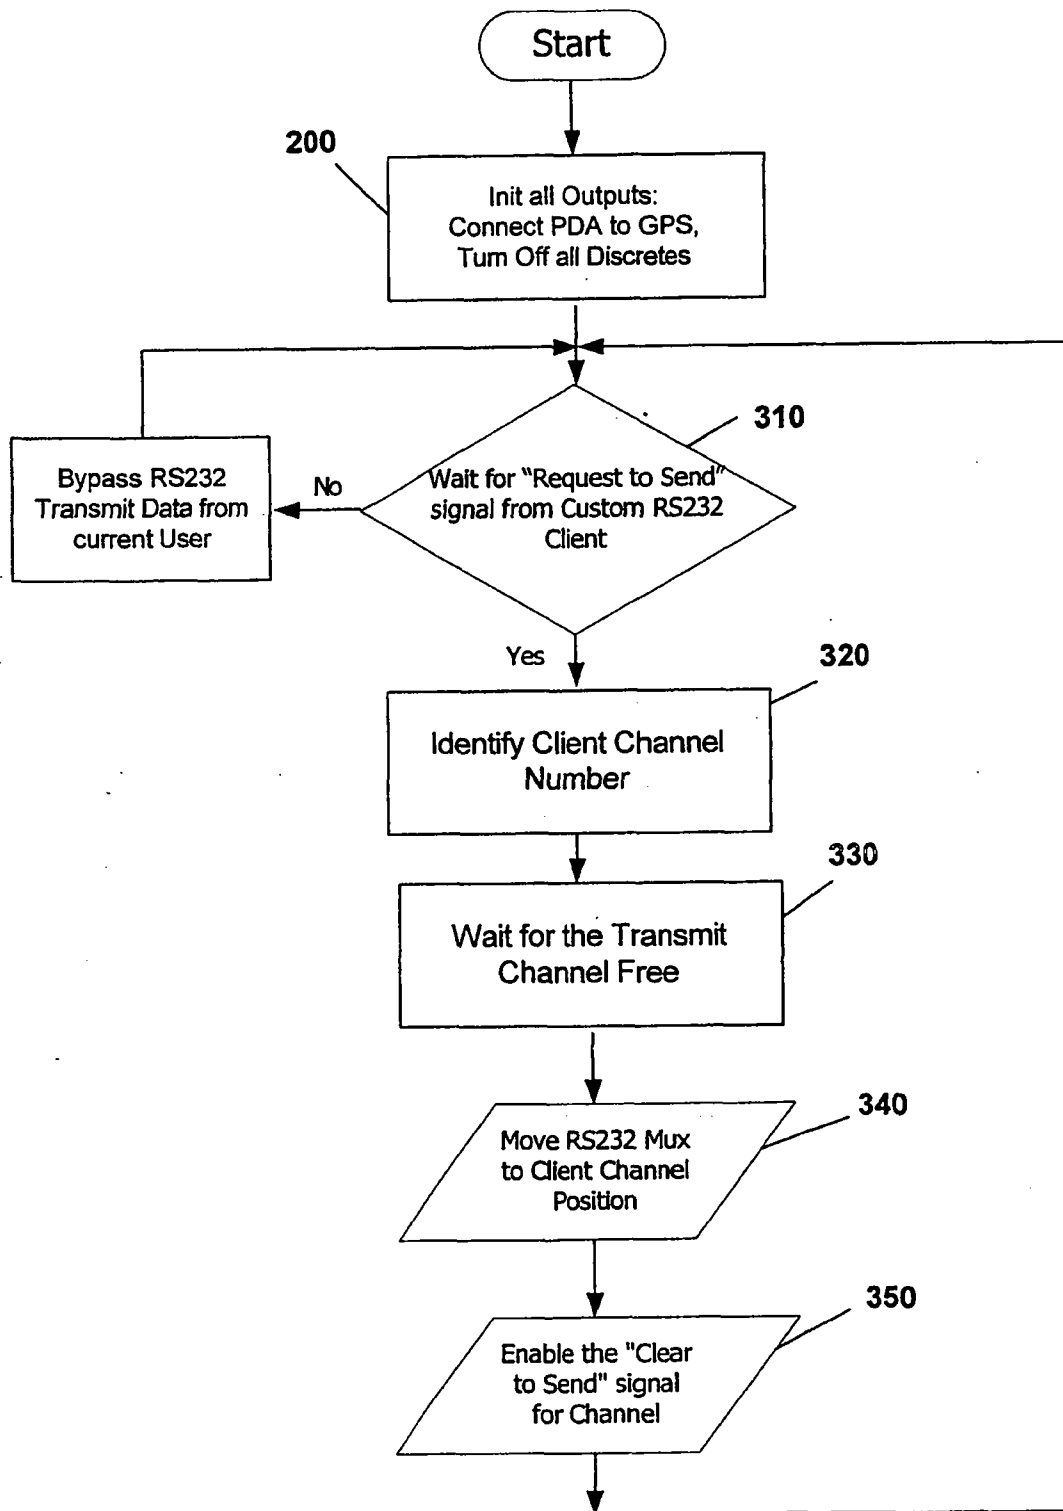 Start
200
Init all Outputs:
Connect PDA to GPS,
Turn Off all Discretes
310
Wait for “Request to Send”
signal from Custom RS232
Client
No
Bypass RS232
Transmit Data from
current User
Yes
320
Identify Client Channel
Number
330
Wait for the Transmit
Channel Free
340
Move RS232 Mux
to Client Channel
Position
350
Enable the "Clear
to Send" signal
for Channel